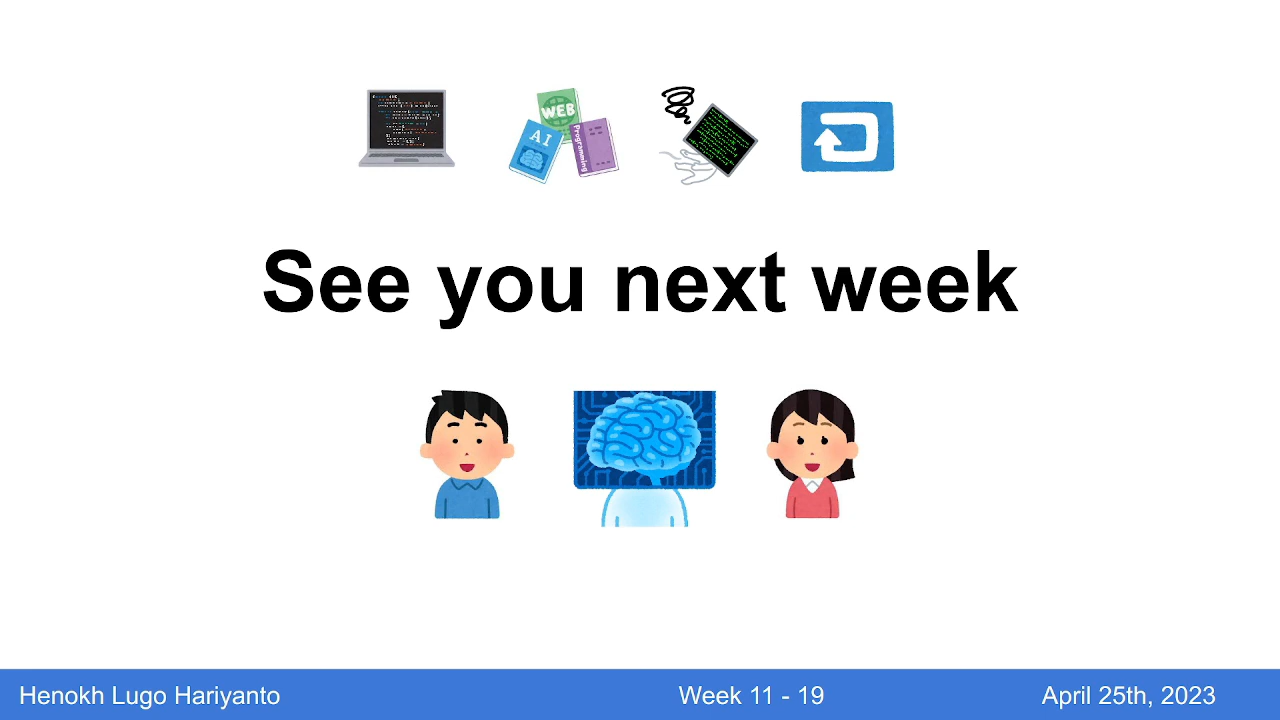 WEB
AI
Programming
See you next week
Henokh Lugo Hariyanto
Week 11 - 19
April 25th, 2023